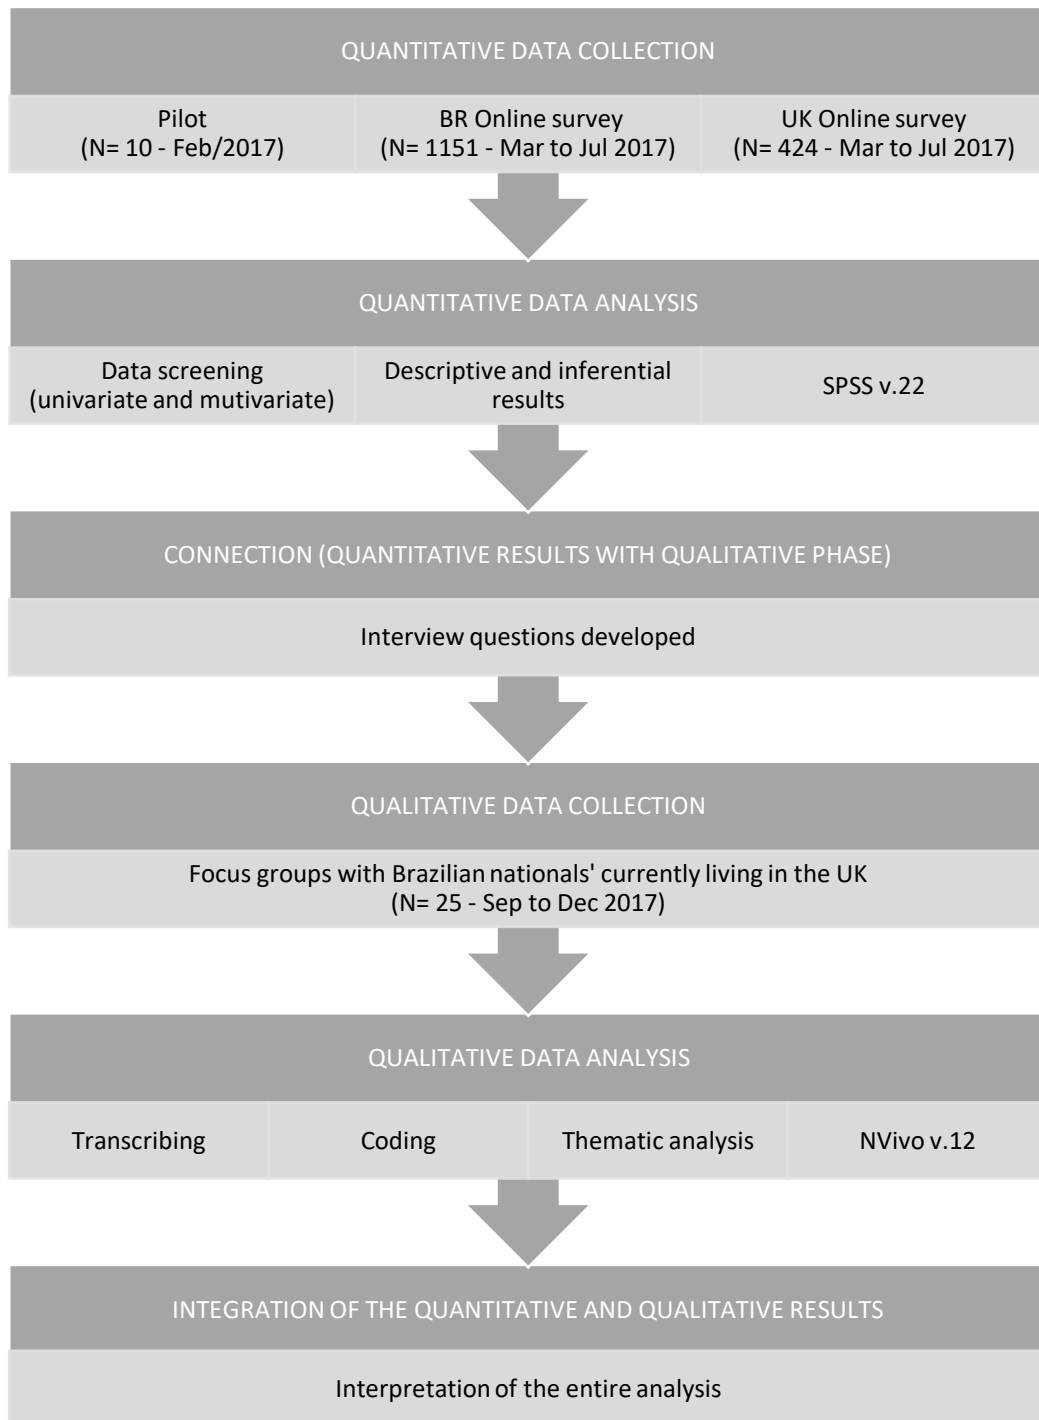 QUANTITATIVE DATA COLLECTION
Pilot
(N= 10 - Feb/2017)
BR Online survey
(N= 1151 - Mar to Jul 2017)
UK Online survey
(N= 424 - Mar to Jul 2017)
QUANTITATIVE DATA ANALYSIS
Data screening
(univariate and mutivariate)
Descriptive and inferential
results
SPSS v.22
CONNECTION (QUANTITATIVE RESULTS WITH QUALITATIVE PHASE)
Interview questions developed
QUALITATIVE DATA COLLECTION
Focus groups with Brazilian nationals' currently living in the UK
(N= 25 - Sep to Dec 2017)
QUALITATIVE DATA ANALYSIS
Transcribing
Coding
Thematic analysis
NVivo v.12
INTEGRATION OF THE QUANTITATIVE AND QUALITATIVE RESULTS
Interpretation of the entire analysis